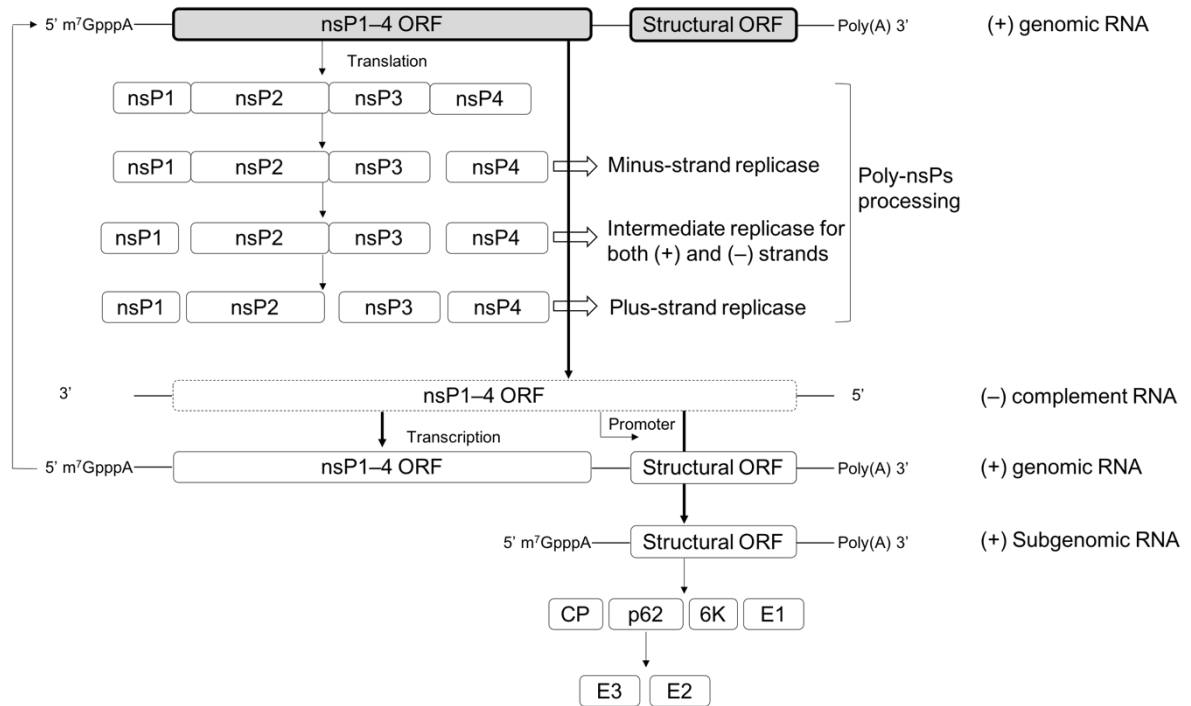 5’ m⁷GpppA
nsP1–4 ORF
Structural ORF
Poly(A) 3’
(+) genomic RNA
Translation
nsP1
nsP2
nsP3
nsP4
nsP1
nsP2
nsP3
nsP4
Minus-strand replicase
Poly-nsPs
processing
nsP1
nsP2
nsP3
nsP4
Intermediate replicase for
both (+) and (–) strands
nsP1
nsP2
nsP3
nsP4
Plus-strand replicase
3’
nsP1–4 ORF
5’
(–) complement RNA
Promoter
Transcription
5’ m⁷GpppA
nsP1–4 ORF
Structural ORF
Poly(A) 3’
(+) genomic RNA
5’ m⁷GpppA
Structural ORF
Poly(A) 3’
(+) Subgenomic RNA
CP
p62
6K
E1
E3
E2